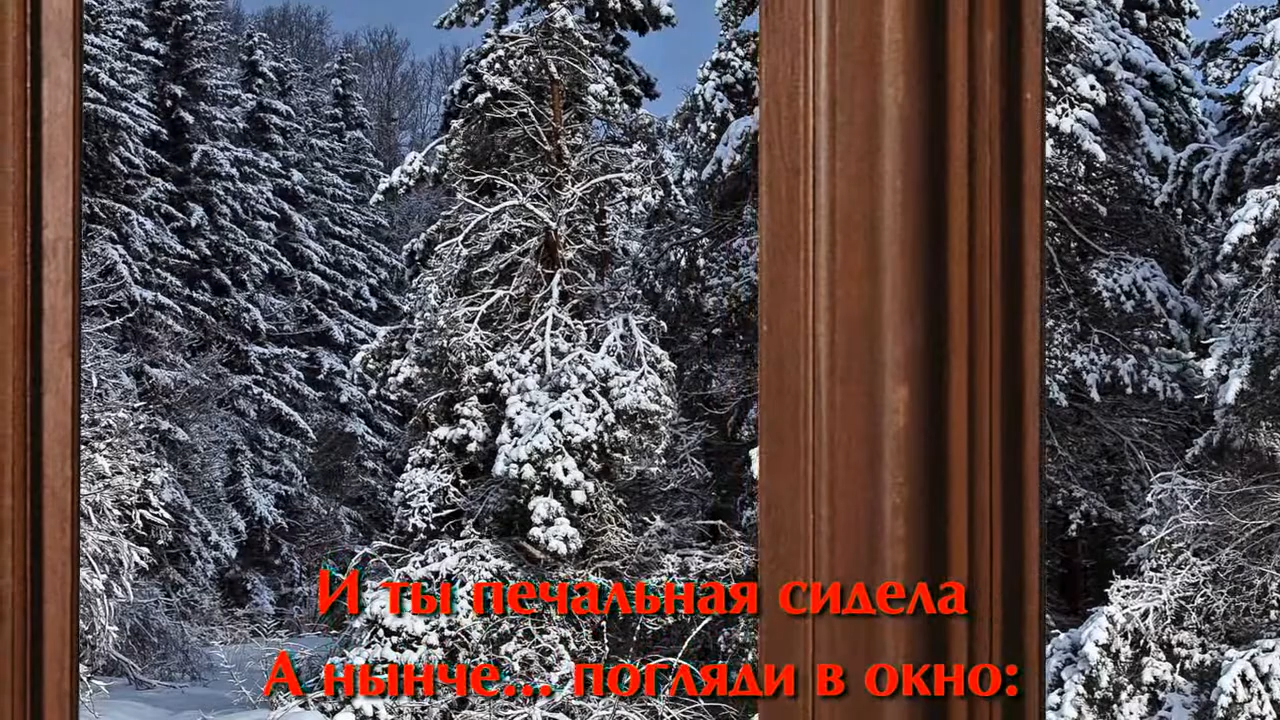 И ты печальная сидела
А нынче... погляди в окно: